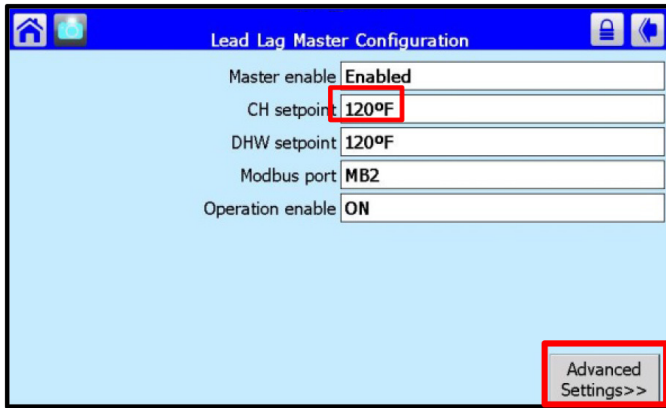 Lead Lag Master Configuration
Master enable Enabled
CH setpoint 120ºF
DHW setpoint 120ºF
Modbus port MB2
Operation enable ON
Advanced
Settings>>